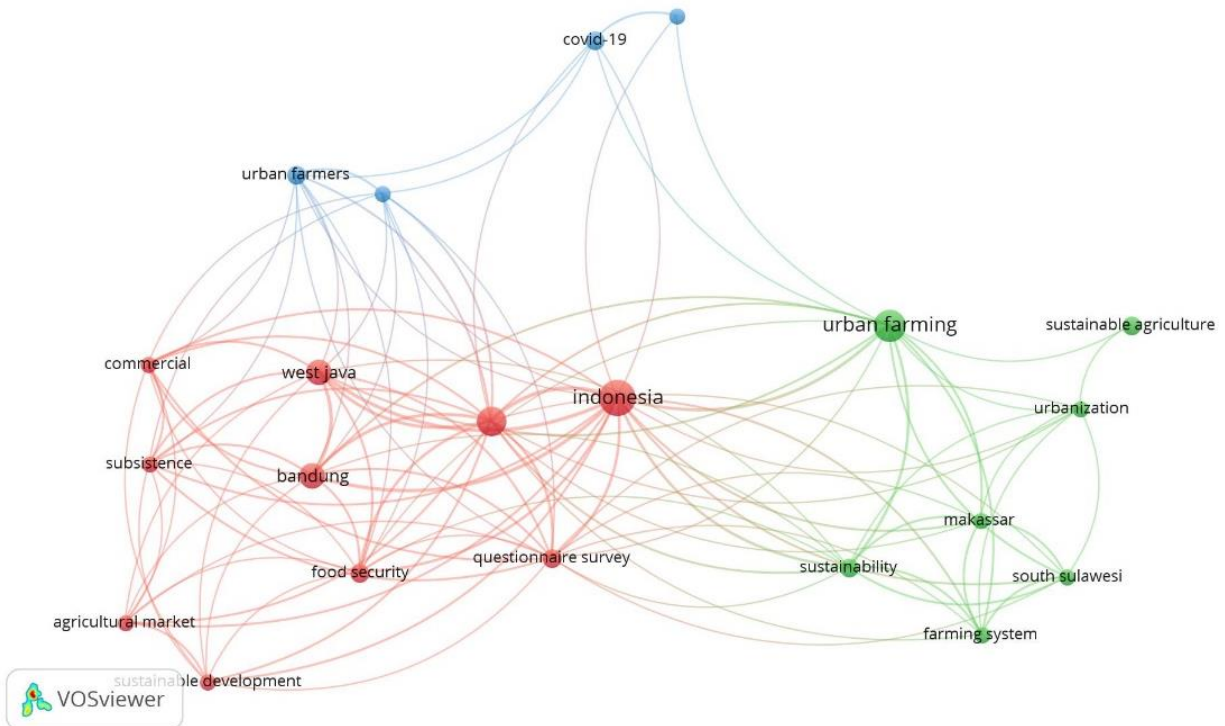 covid-19
urban farmers
urban farming
sustainable agriculture
commercial
west java
indonesia
urbanization
subsistence
bandung
makassar
questionnaire survey
sustainability
food security
south sulawesi
agricultural market
farming system
sustainable development
VOSviewer